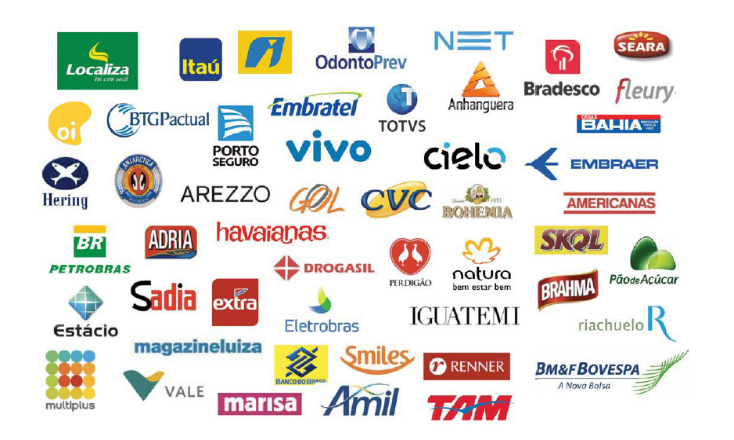 Localiza
Itaú
OdontoPrev
NET
Bradesco
SEARA
fleury
oi
BTGPactual
PORTO
SEGURO
Embratel
TOTVS
Anhanguera
BAHIA
Hering
ANTARCTICA
vivo
cielo
EMBRAER
AREZZO
GOL
CVC
BOHEMIA
AMERICANAS
BR
PETROBRAS
ADRIA
havaianas
DROGASIL
PERDIGÃO
natura
bem estar bem
SKOL
Pão de Açúcar
Estácio
Sadia
extra
Eletrobras
IGUATEMI
BRAHMA
riachuelo
R
magazineluiza
multiplus
VALE
BANCO DO BRASIL
Smiles
r RENNER
BM&FBOVESPA
A Nova Bolsa
marisa
Amil
TAM